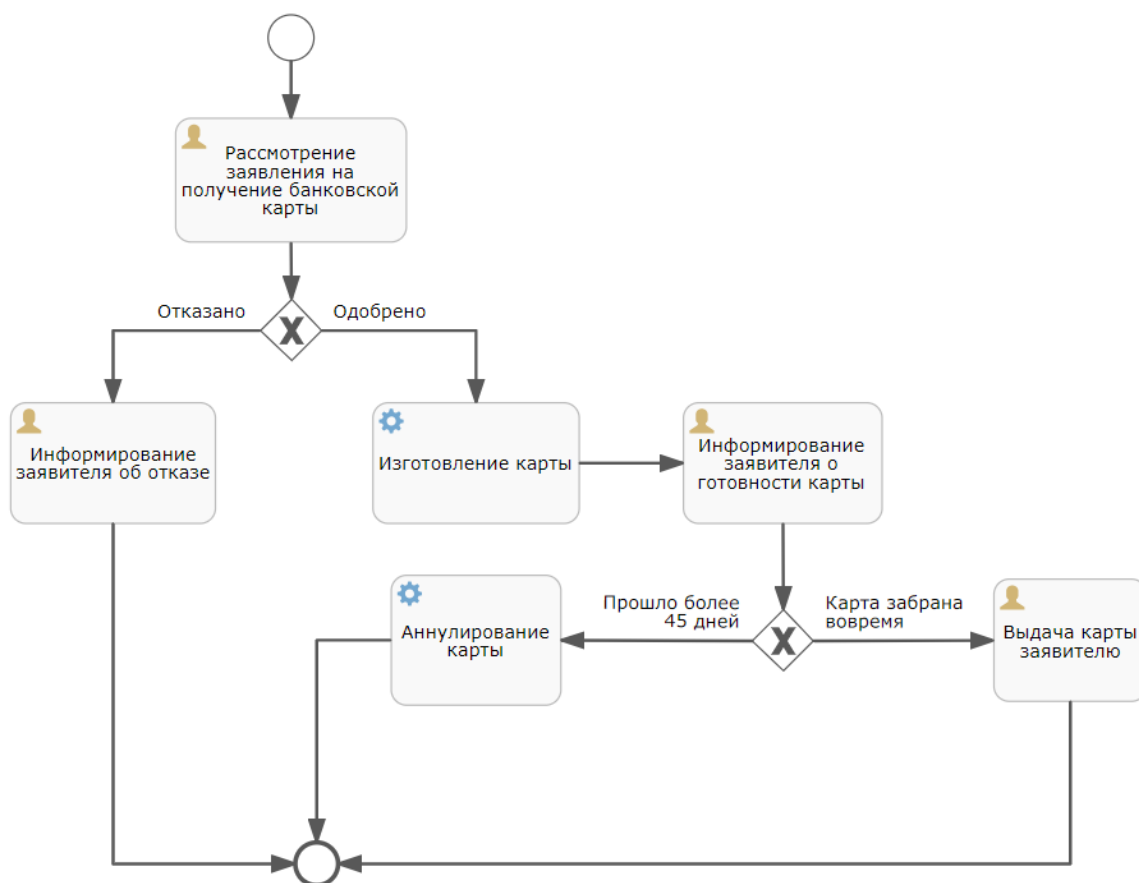 Рассмотрение
заявления на
получение банковской
карты
Отказано
Одобрено
Информирование
заявителя об отказе
Изготовление карты
Информирование
заявителя о
готовности карты
Прошло более
45 дней
Карта забрана
вовремя
Аннулирование
карты
Выдача карты
заявителю